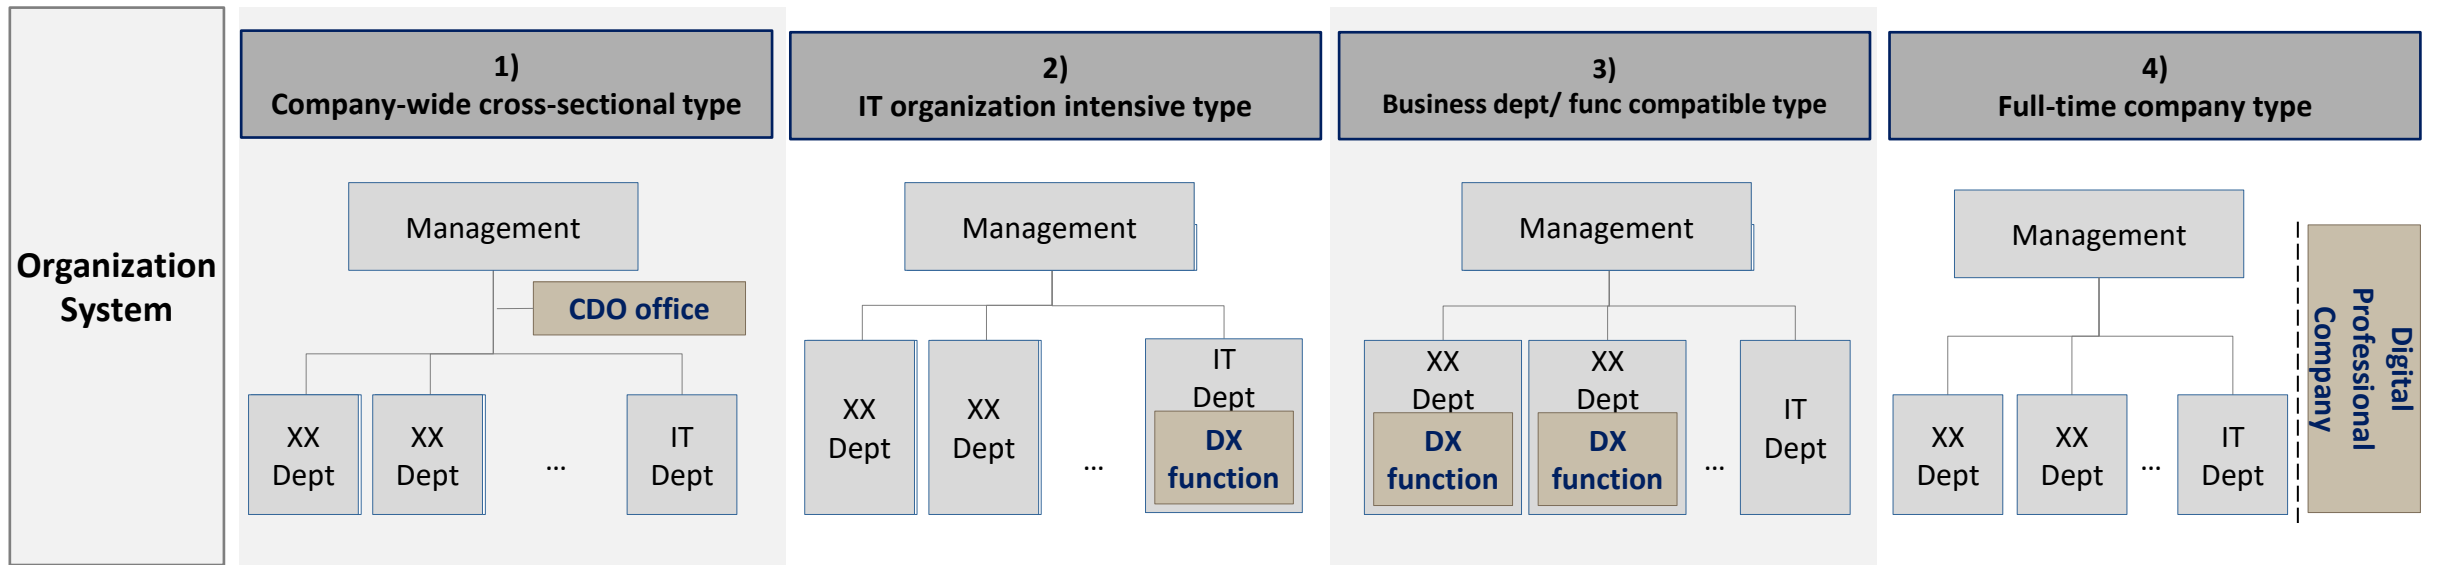 Organization
System
1)
Company-wide cross-sectional type
Management
CDO office
XX
Dept
XX
Dept
...
IT
Dept
2)
IT organization intensive type
Management
XX
Dept
XX
Dept
...
IT
Dept
DX
function
3)
Business dept/ func compatible type
Management
XX
Dept
DX
function
XX
Dept
DX
function
...
IT
Dept
4)
Full-time company type
Management
XX
Dept
XX
Dept
...
IT
Dept
Digital
Professional
Company